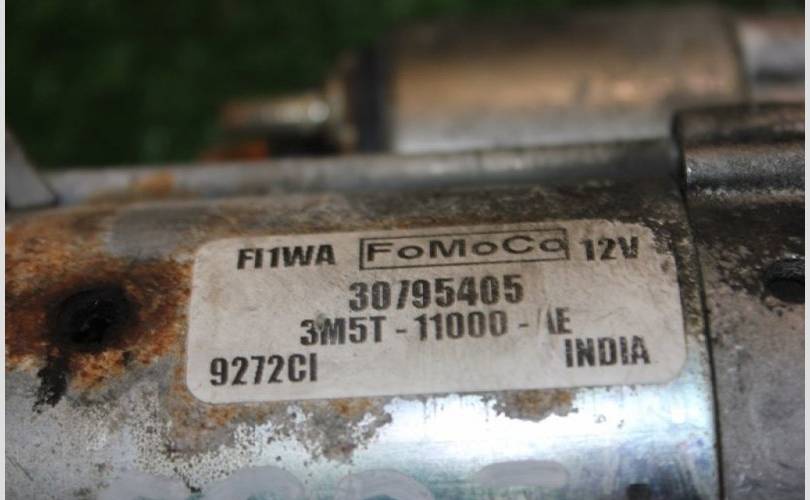 FI1WA FoMoCo 12V
30795405
3M5T - 11000 - AE
9272CI
INDIA